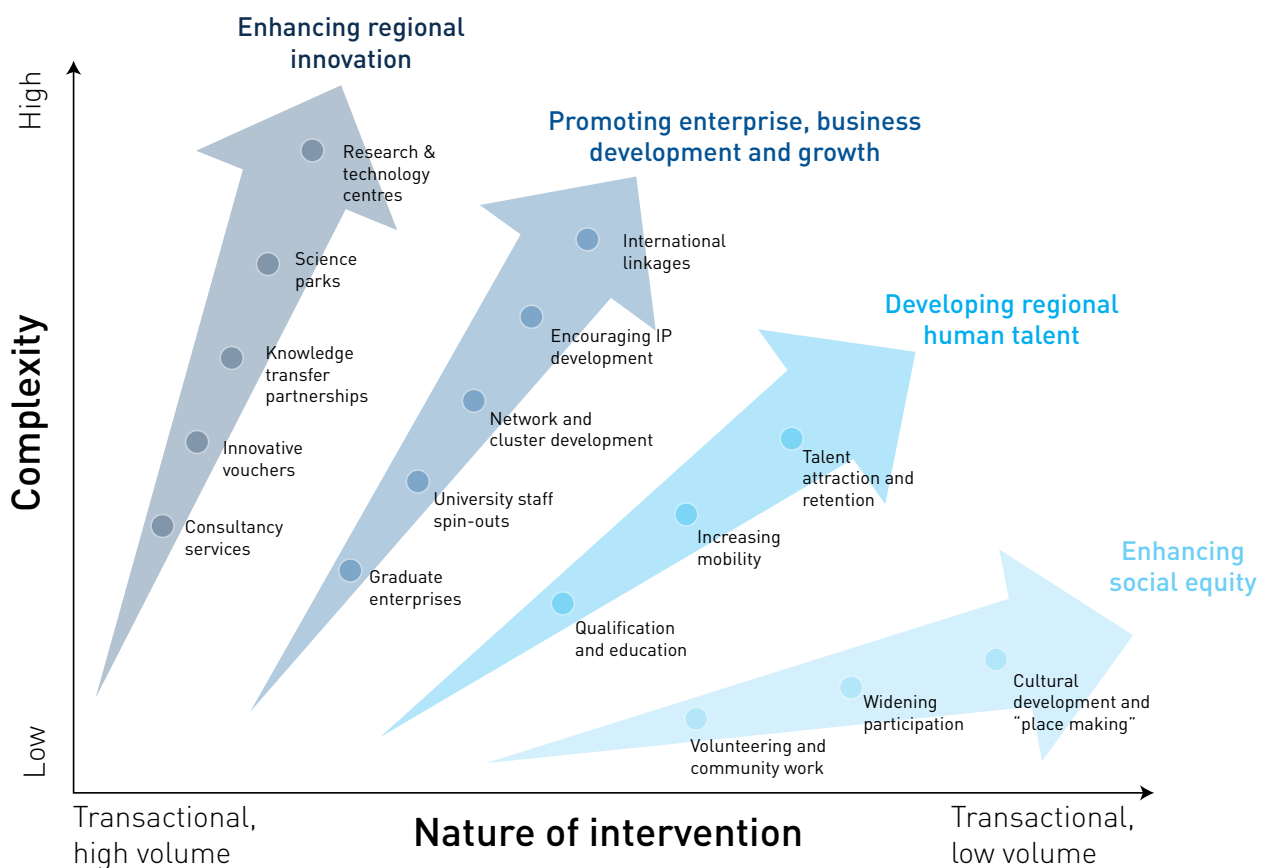 Enhancing regional
innovation
High
Promoting enterprise, business
development and growth
Research &
technology
centres
International
linkages
Science
parks
Developing regional
human talent
Encouraging IP
development
Complexity
Knowledge
transfer
partnerships
Network and
cluster development
Innovative
vouchers
Talent
attraction and
retention
University staff
spin-outs
Consultancy
services
Increasing
mobility
Enhancing
social equity
Graduate
enterprises
Qualification
and education
Cultural
development and
“place making”
Widening
participation
Volunteering and
community work
Low
Transactional,
high volume
Nature of intervention
Transactional,
low volume